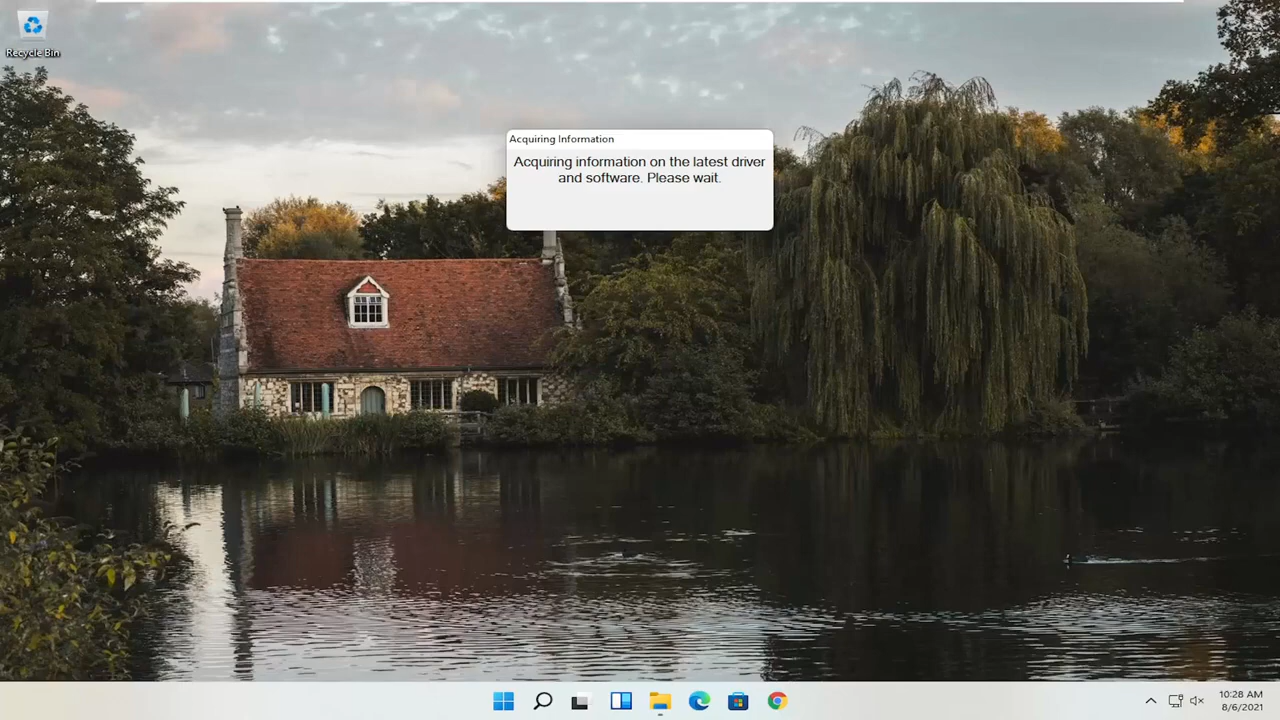 Recycle Bin
Acquiring Information
Acquiring information on the latest driver
and software. Please wait.
10:28 AM
8/6/2021